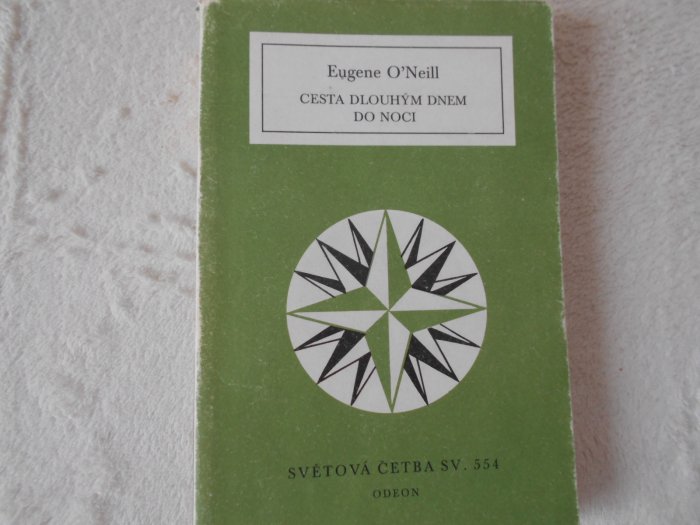 Eugene O'Neill
CESTA DLOUHÝM DNEM
DO NOCI
SVĚTOVÁ ČETBA SV. 554
ODEON